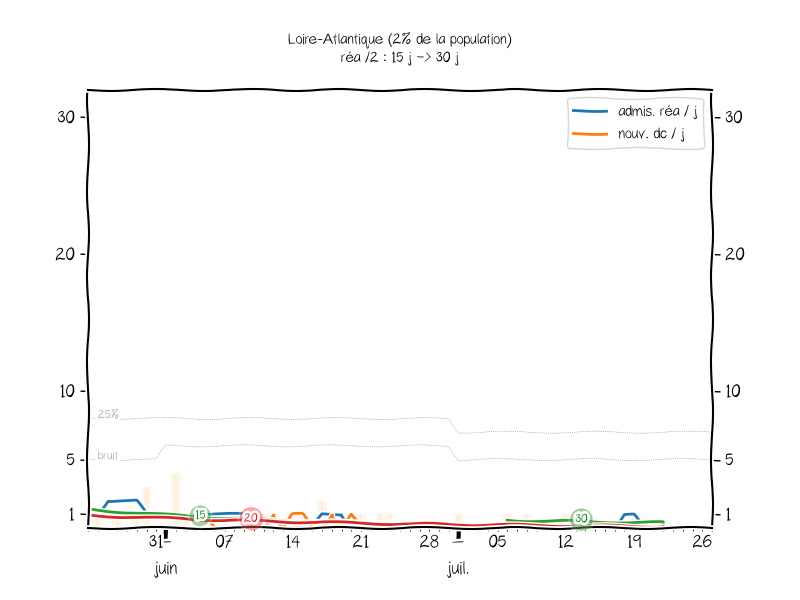 Loire-Atlantique (2% de la population)
réa /2 : 15 j -> 30 j
admis. réa / j
nouv. dc / j
30
30
20
20
10
10
25%
bruit
5
5
15
20
30
1
1
31 07 14 21 28 05 12 19 26
juin juil.